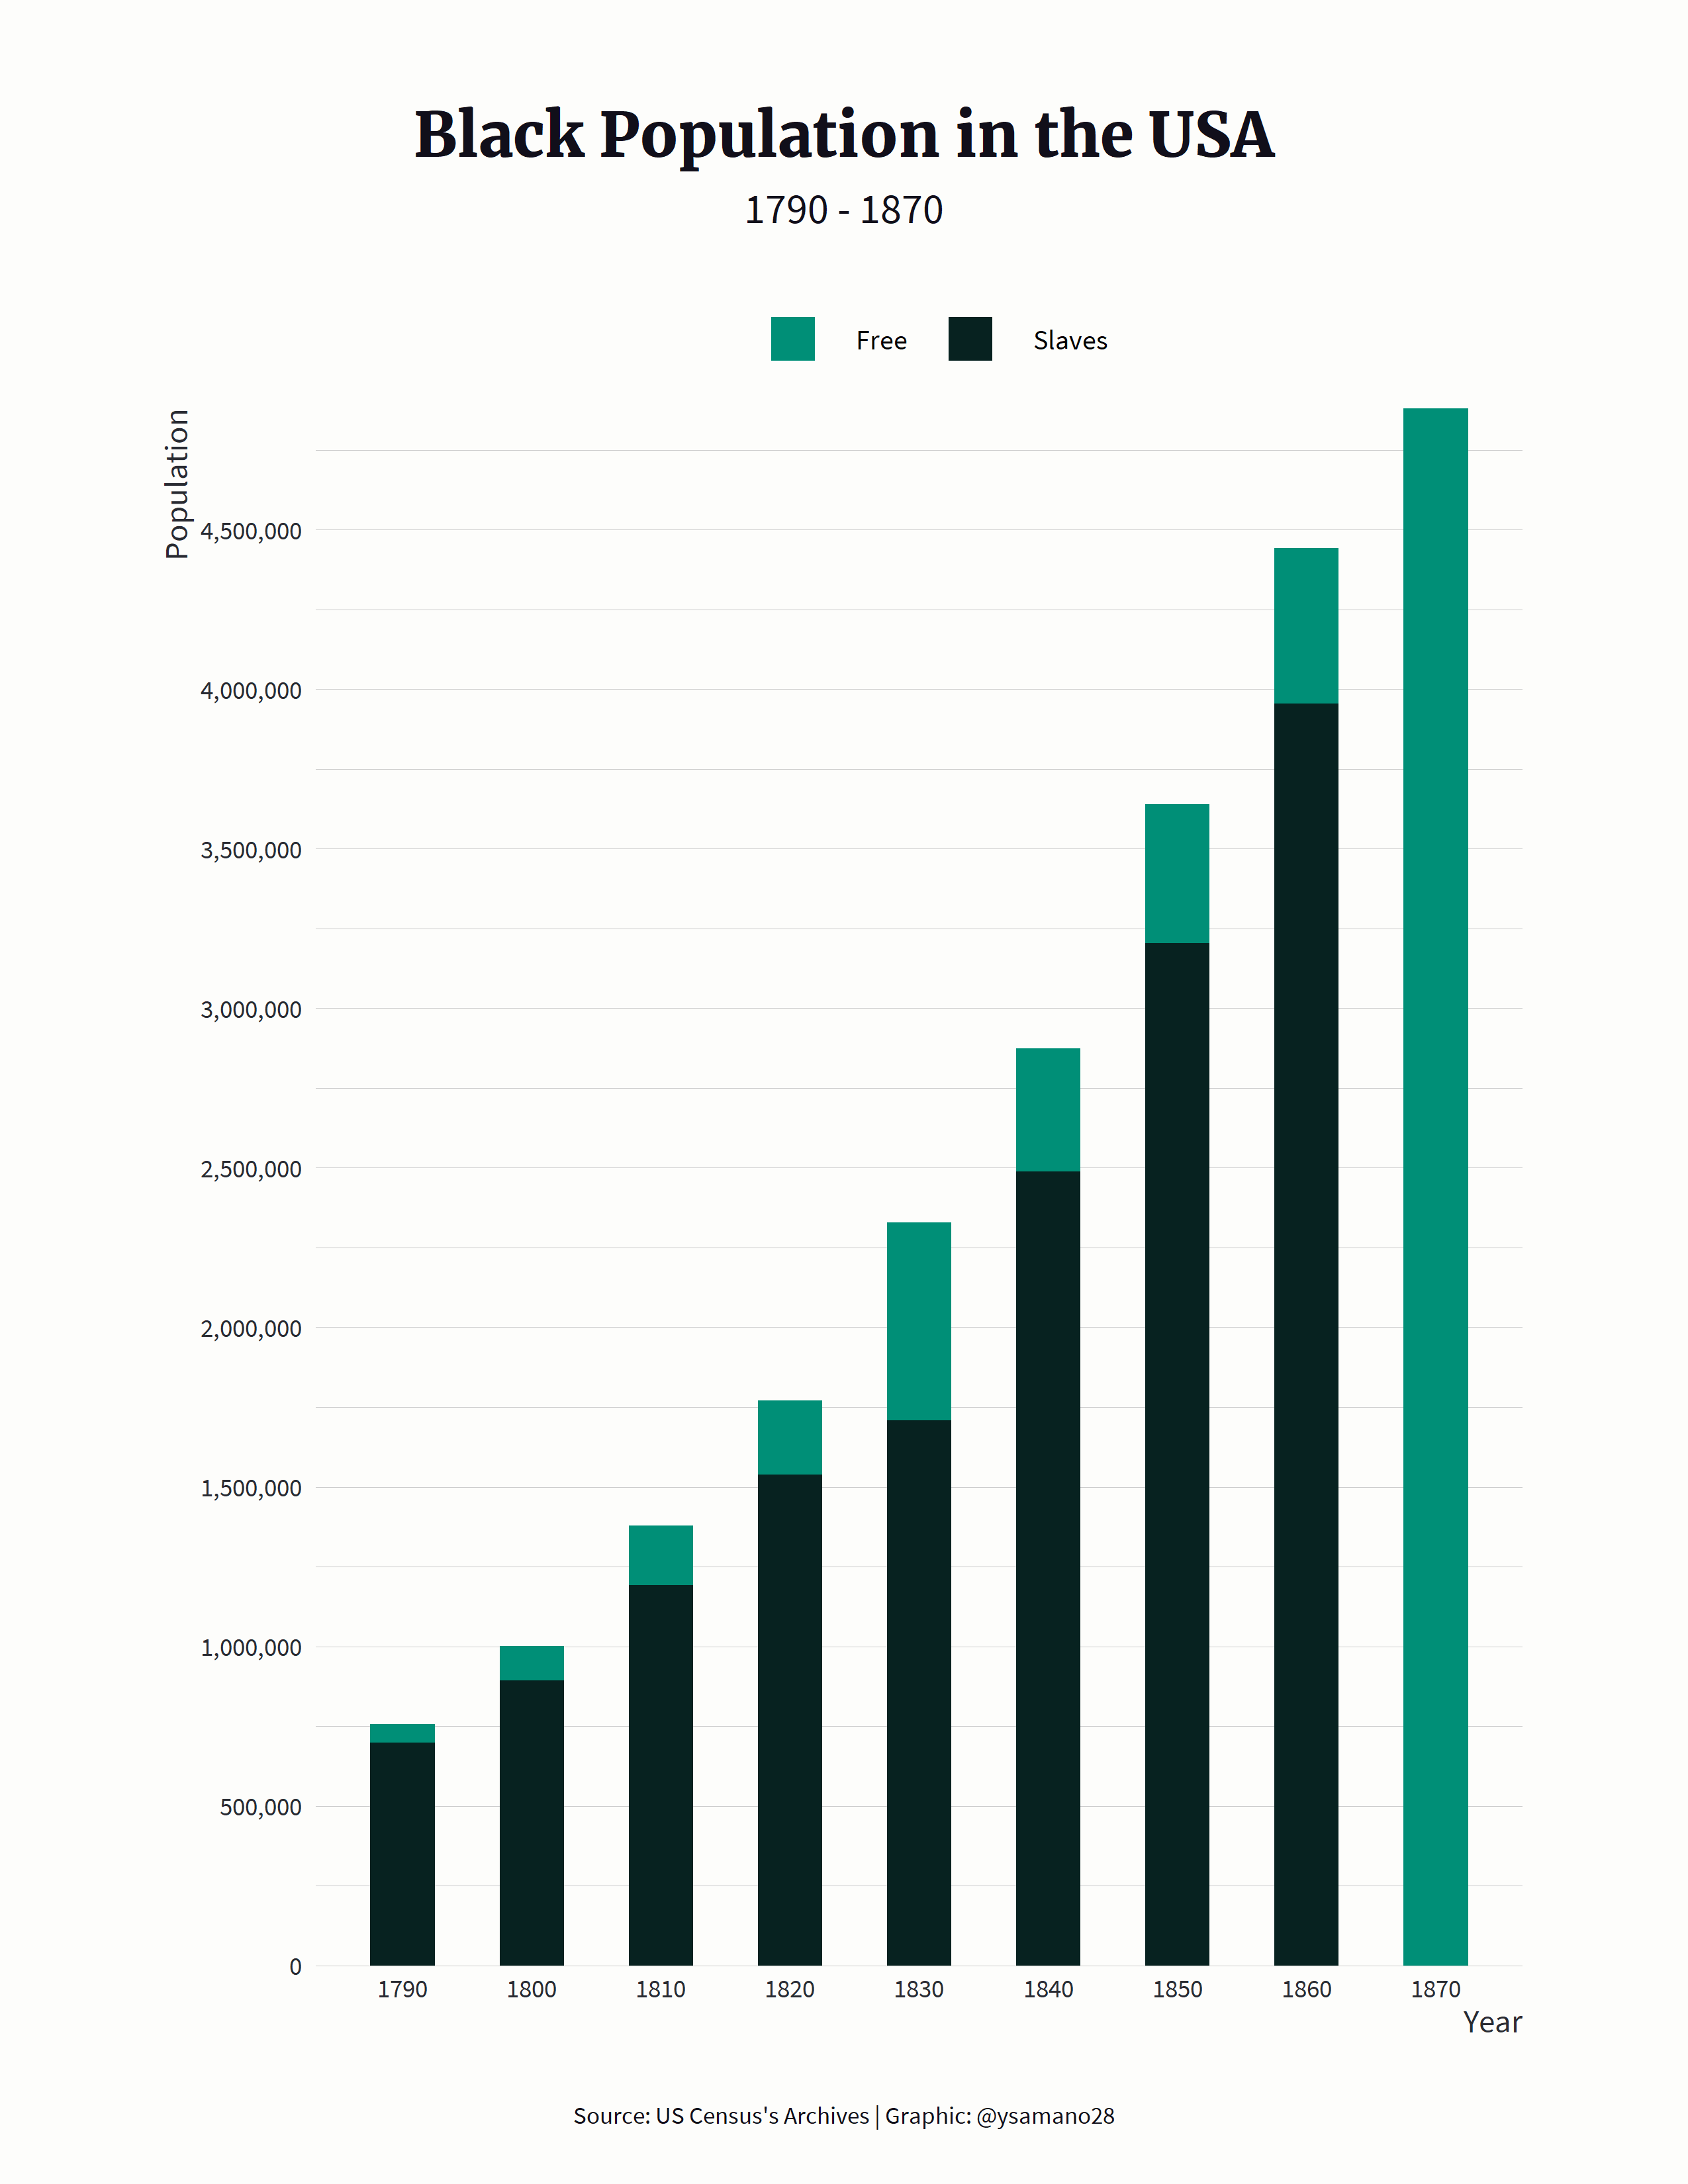 Black Population in the USA
1790 - 1870
Free Slaves
Population
4,500,000
4,000,000
3,500,000
3,000,000
2,500,000
2,000,000
1,500,000
1,000,000
500,000
0
1790 1800 1810 1820 1830 1840 1850 1860 1870
Year
Source: US Census's Archives | Graphic: @ysamano28